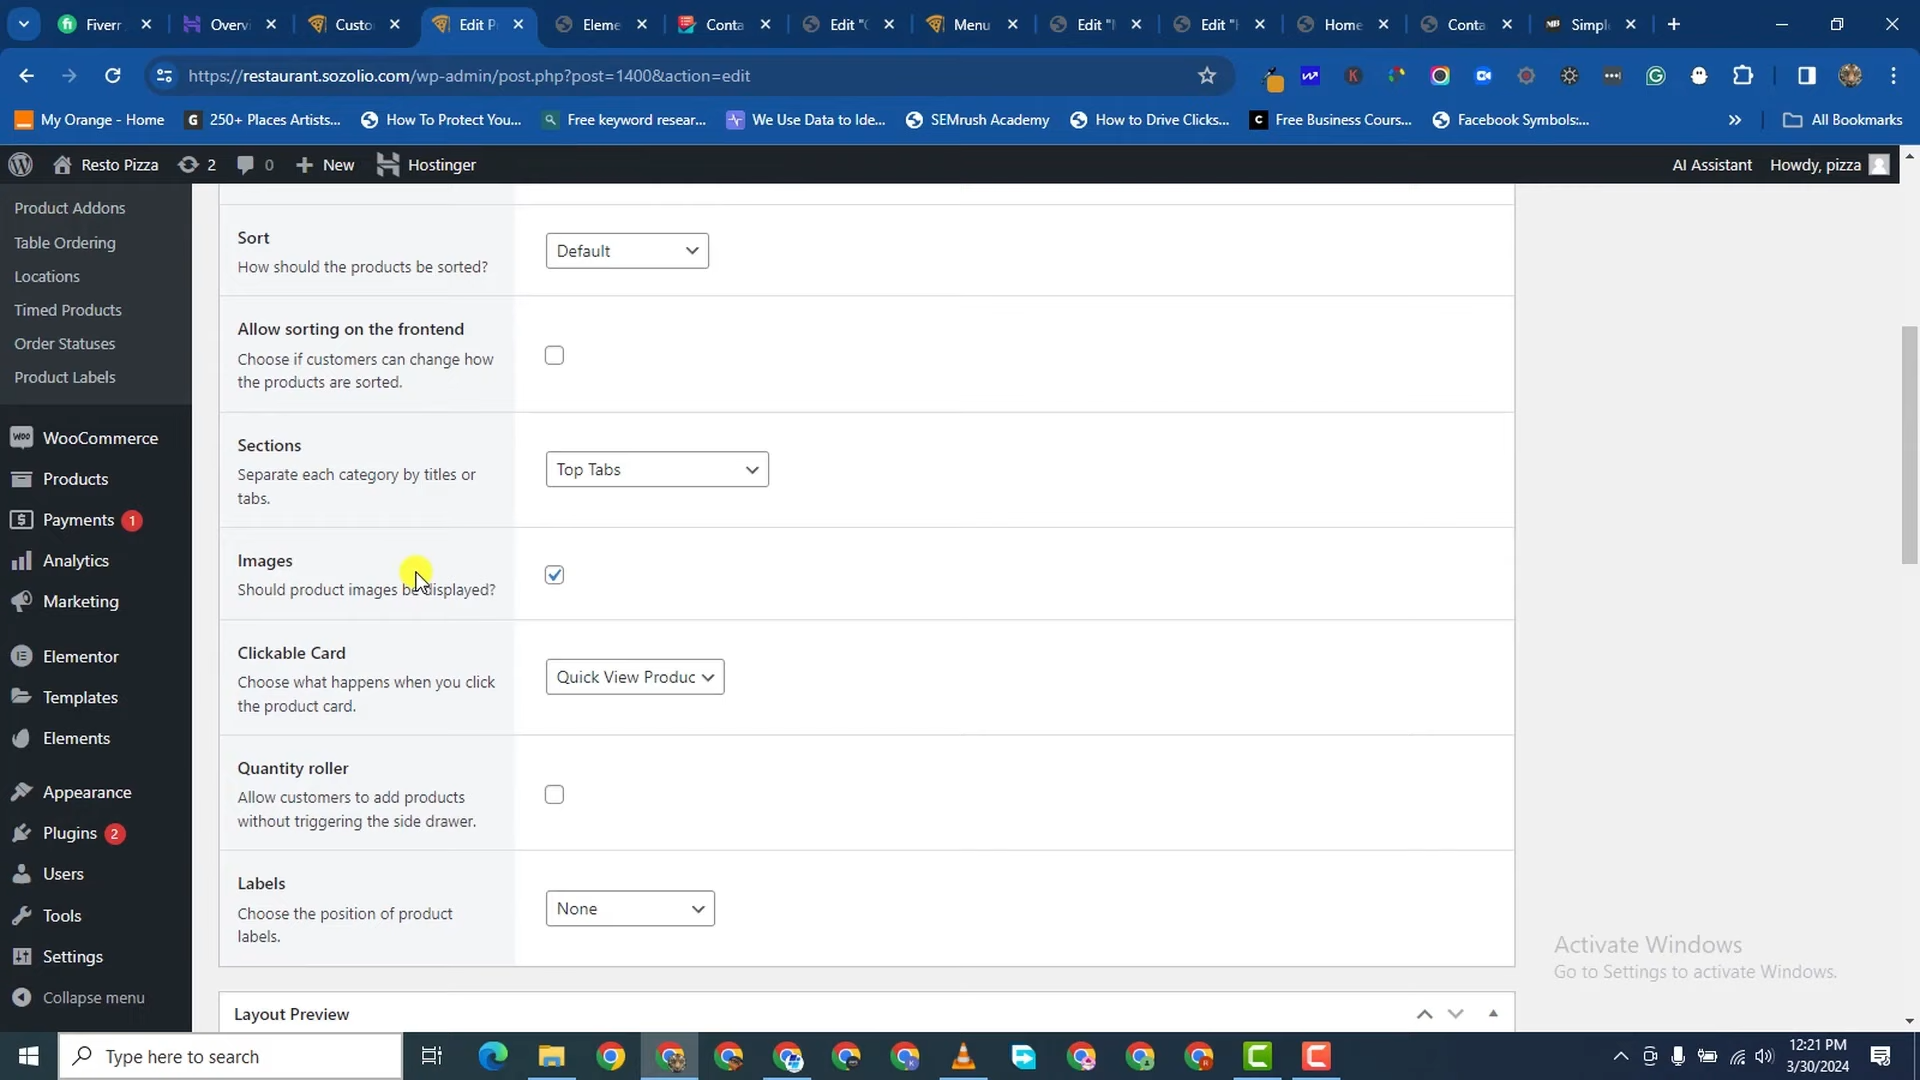 Fiverr
Overv
Custo
Edit P
Eleme
Conta
Edit "C
Menu
Edit "I
Edit "H
Home
Conta
Simpl
https://restaurant.sozolio.com/wp-admin/post.php?post=1400&action=edit
My Orange - Home
250+ Places Artists...
How To Protect You...
Free keyword resear...
We Use Data to Ide...
SEMrush Academy
How to Drive Clicks...
Free Business Cours...
Facebook Symbols:...
»
All Bookmarks
Resto Pizza
2
0
New
Hostinger
AI Assistant
Howdy, pizza
Product Addons
Table Ordering
Locations
Timed Products
Order Statuses
Product Labels
WooCommerce
Products
Payments 1
Analytics
Marketing
Elementor
Templates
Elements
Appearance
Plugins 2
Users
Tools
Settings
Collapse menu
Sort
How should the products be sorted?
Default
Allow sorting on the frontend
Choose if customers can change how
the products are sorted.
Sections
Separate each category by titles or
tabs.
Top Tabs
Images
Should product images be displayed?
Clickable Card
Choose what happens when you click
the product card.
Quick View Produc
Quantity roller
Allow customers to add products
without triggering the side drawer.
Labels
Choose the position of product
labels.
None
Layout Preview
Activate Windows
Go to Settings to activate Windows.
Type here to search
12:21 PM
3/30/2024